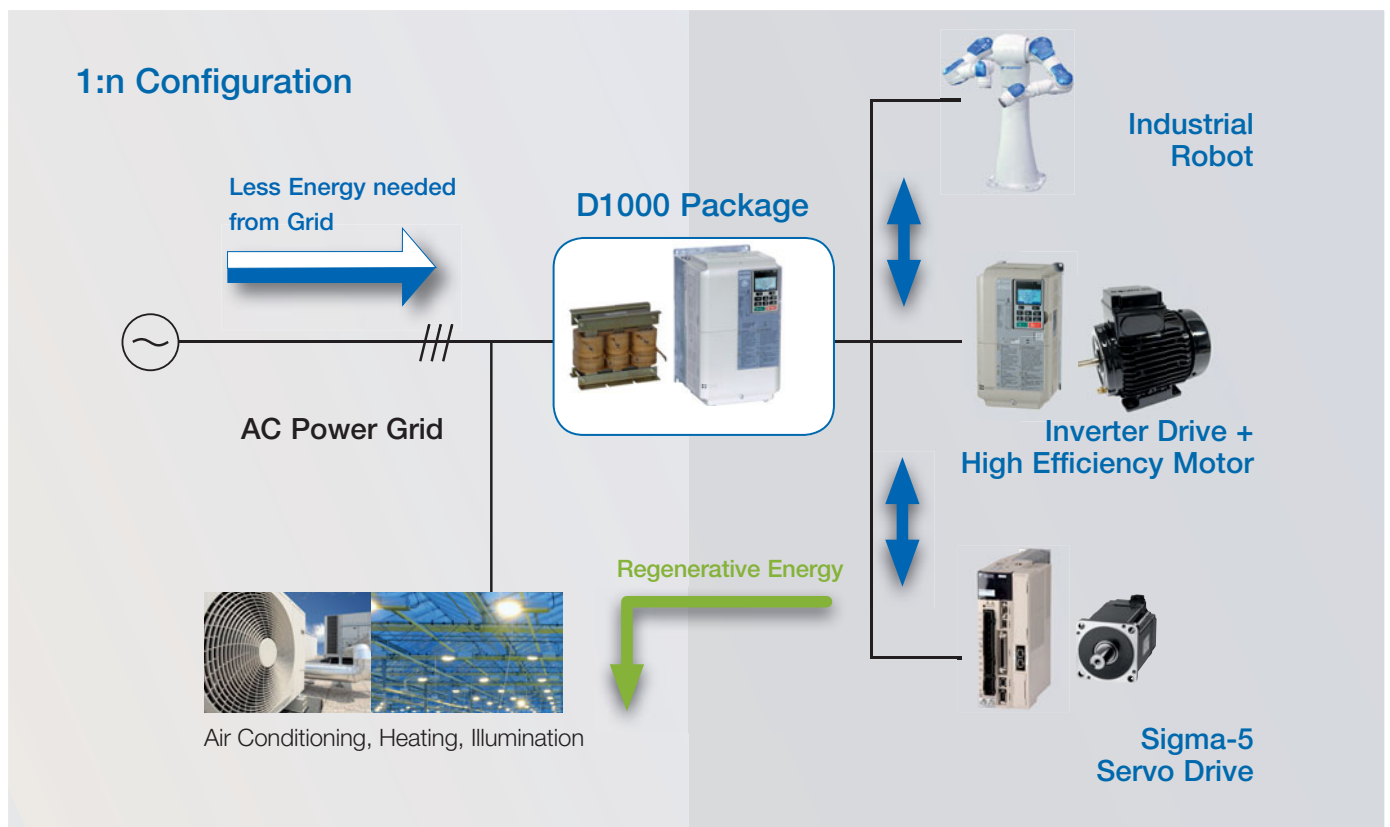 1:n Configuration
Less Energy needed
from Grid
D1000 Package
Industrial
Robot
AC Power Grid
Inverter Drive +
High Efficiency Motor
Regenerative Energy
Air Conditioning, Heating, Illumination
Sigma-5
Servo Drive